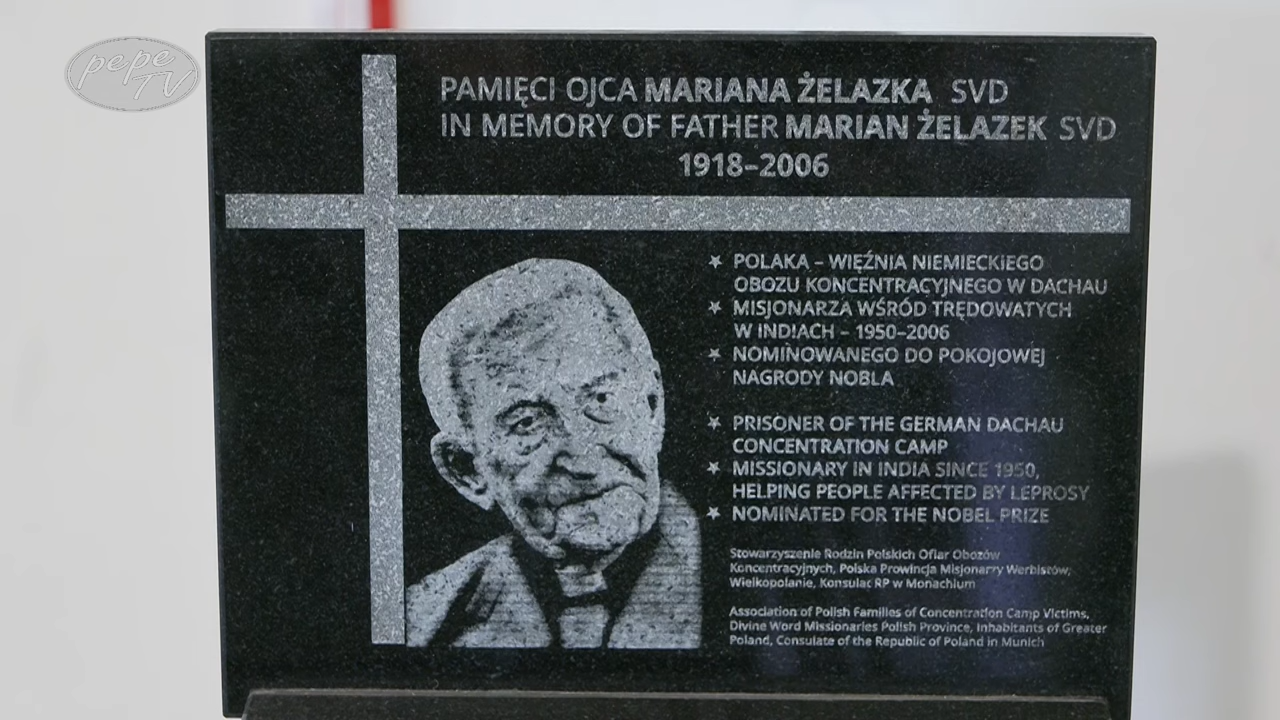 pepe
TV
PAMIĘCI OJCA MARIANA ŻELAZKA SVD
IN MEMORY OF FATHER MARIAN ŻELAZEK SVD
1918–2006
POLAKA – WIĘŹNIA NIEMIECKIEGO
OBOZU KONCENTRACYJNEGO W DACHAU
MISJONARZA WŚRÓD TRĘDOWATYCH
W INDIACH – 1950–2006
NOMINOWANEGO DO POKOJOWEJ
NAGRODY NOBLA
PRISONER OF THE GERMAN DACHAU
CONCENTRATION CAMP
MISSIONARY IN INDIA SINCE 1950,
HELPING PEOPLE AFFECTED BY LEPROSY
NOMINATED FOR THE NOBEL PRIZE
Stowarzyszenie Rodzin Polskich Ofiar Obozów
Koncentracyjnych, Polska Prowincja Misjonarzy Werbistów,
Wielkopolanie, Konsulat RP w Monachium
Association of Polish Families of Concentration Camp Victims,
Divine Word Missionaries Polish Province, Inhabitants of Greater
Poland, Consulate of the Republic of Poland in Munich